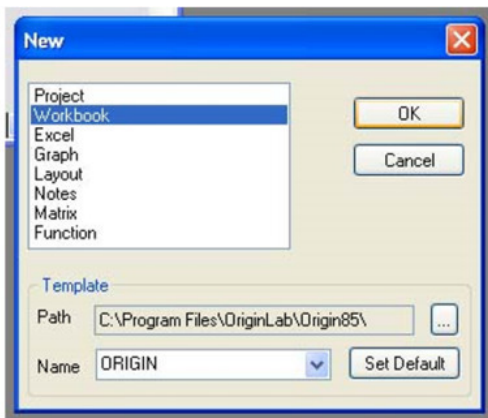 New
Project
Workbook
Excel
Graph
Layout
Notes
Matrix
Function
OK
Cancel
Template
Path C:\Program Files\OriginLab\Origin85\ ...
Name ORIGIN Set Default